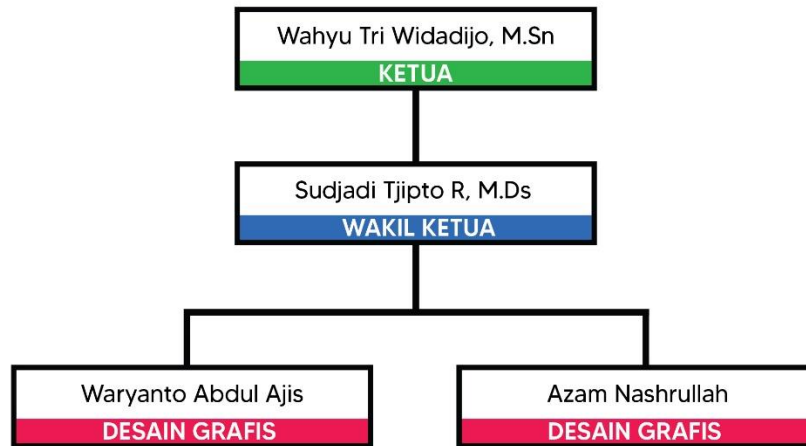 Wahyu Tri Widadijo, M.Sn
KETUA
Sudjadi Tjipto R, M.Ds
WAKIL KETUA
Waryanto Abdul Ajis
DESAIN GRAFIS
Azam Nashrullah
DESAIN GRAFIS